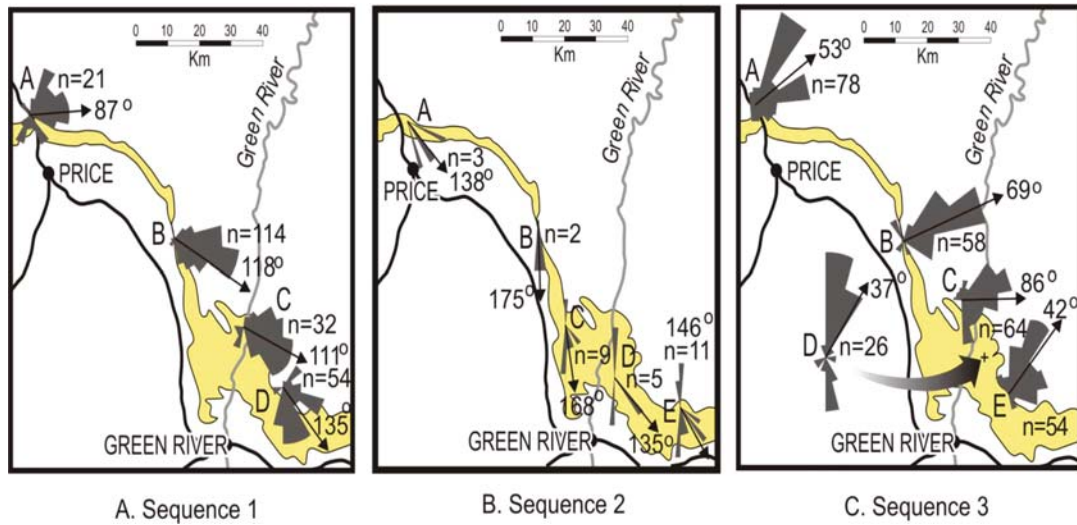 0 10 20 30 40
Km
Green River
A
n=21
87°
PRICE
B
n=114
118°
C
n=32
111°
n=54
D
135°
GREEN RIVER
A. Sequence 1
0 10 20 30 40
Km
Green River
A
n=3
PRICE
138°
B
n=2
175°
C
n=9
168°
146°
n=11
D
n=5
E
135°
GREEN RIVER
B. Sequence 2
0 10 20 30 40
Km
Green River
A
53°
n=78
PRICE
69°
B
n=58
C
86°
37°
42°
n=64
D
n=26
+
E
n=54
GREEN RIVER
C. Sequence 3